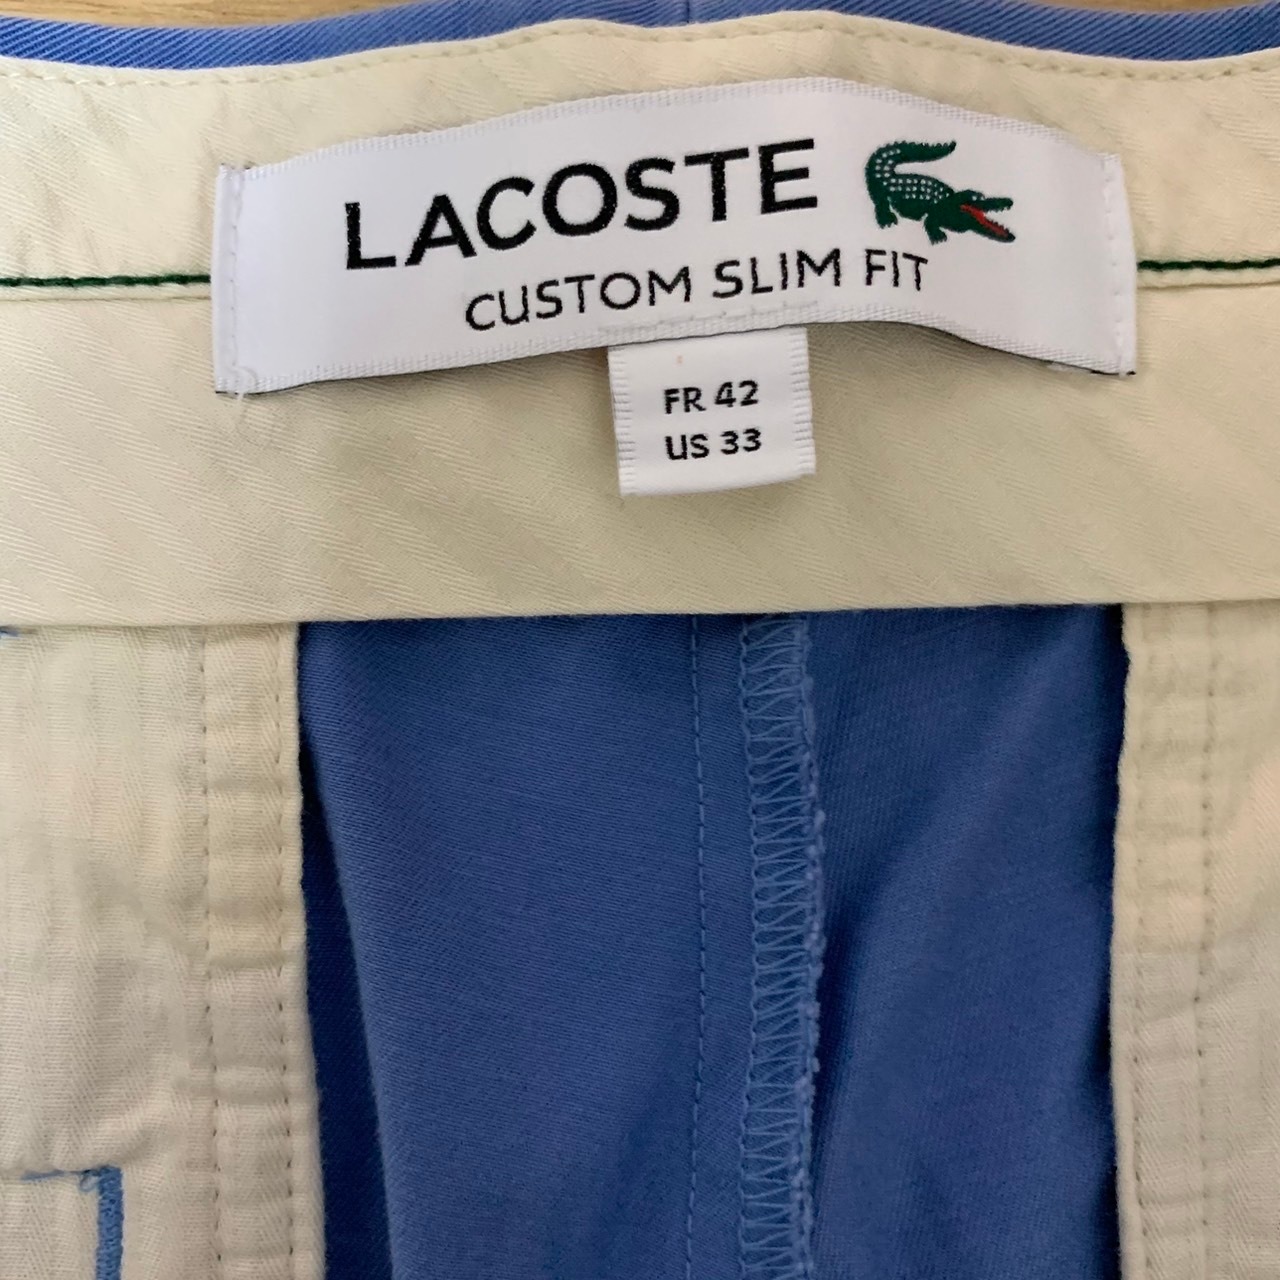 LACOSTE
CUSTOM SLIM FIT
FR 42
US 33